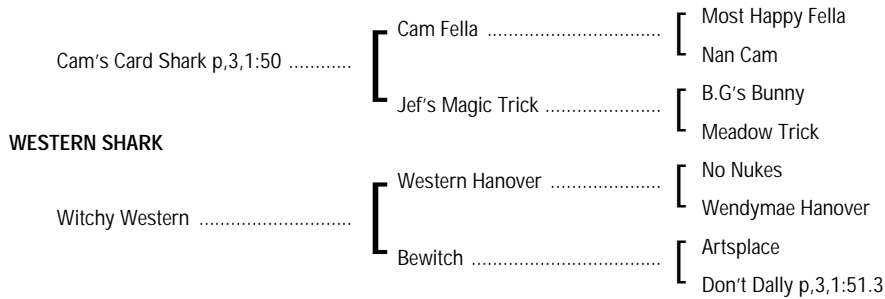 Most Happy Fella
Cam Fella ................................
Nan Cam
Cam's Card Shark p,3,1:50 ............
B.G's Bunny
Jef's Magic Trick ......................
Meadow Trick
WESTERN SHARK
No Nukes
Western Hanover .....................
Wendymae Hanover
Witchy Western ............................
Artsplace
Bewitch ....................................
Don't Dally p,3,1:51.3